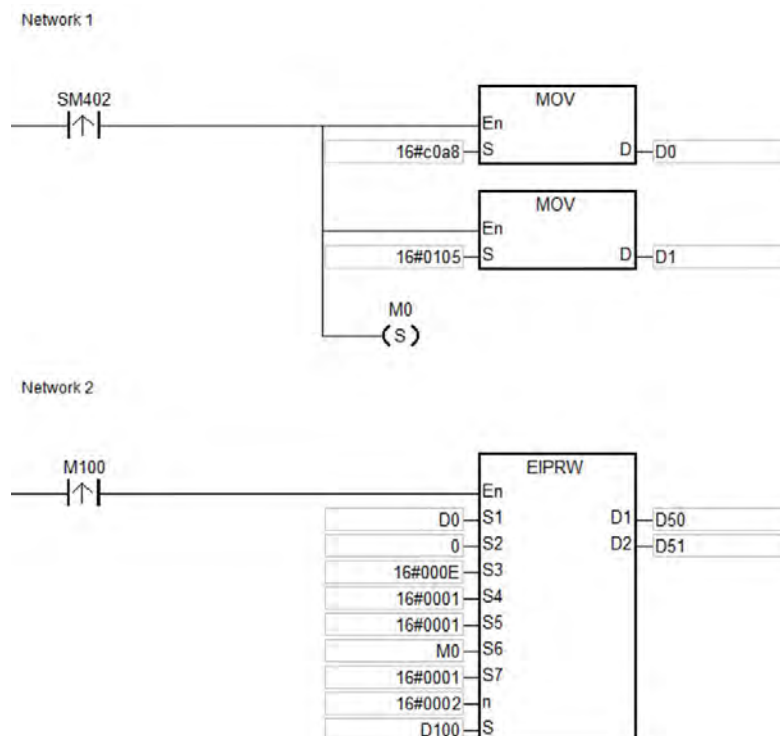 Network 1
SM402
MOV
En
16#c0a8 S D D0
MOV
En
16#0105 S D D1
M0
( S )
Network 2
M100
EIPRW
En
D0 S1 D1 D50
0 S2 D2 D51
16#000E S3
16#0001 S4
16#0001 S5
M0 S6
16#0001 S7
16#0002 n
D100 S